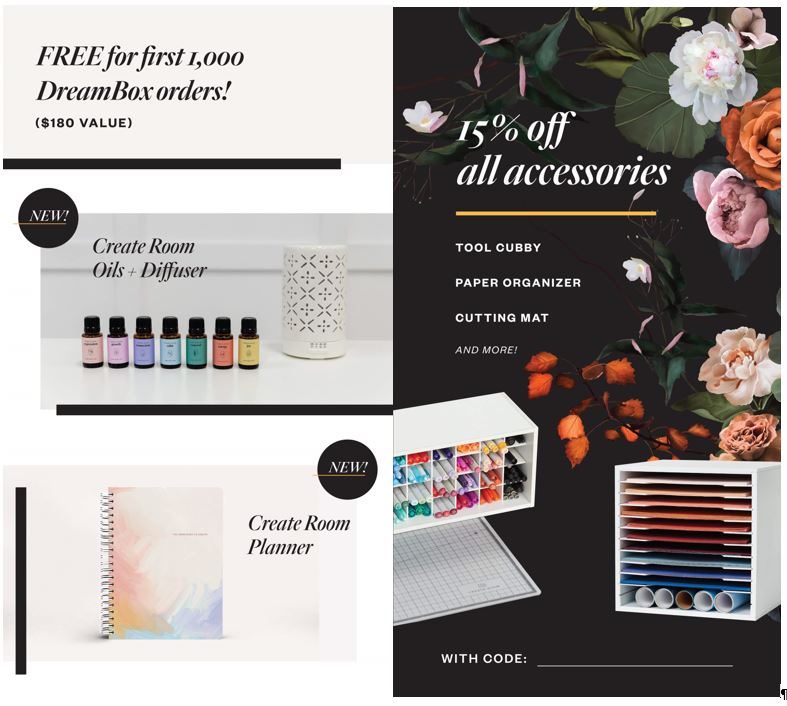 FREE for first 1,000
DreamBox orders!
($180 VALUE)
NEW!
Create Room
Oils + Diffuser
NEW!
Create Room
Planner
15% off
all accessories
TOOL CUBBY
PAPER ORGANIZER
CUTTING MAT
AND MORE!
WITH CODE:
¶